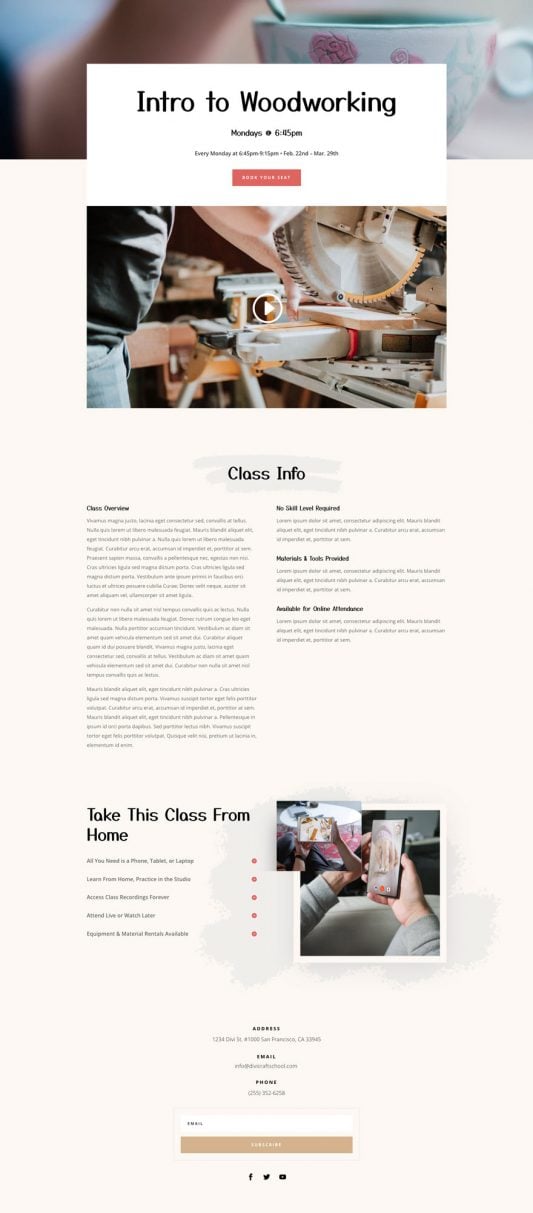 Intro to Woodworking
Mondays @ 6:45pm
Every Monday at 6:45pm-9:15pm • Feb. 22nd – Mar. 29th
BOOK YOUR SEAT
Class Info
Class Overview
Vivamus magna justo, lacinia eget consectetur sed, convallis at tellus.
Nulla quis lorem ut libero malesuada feugiat. Mauris blandit aliquet elit,
eget tincidunt nibh pulvinar a. Nulla quis lorem ut libero malesuada
feugiat. Curabitur arcu erat, accumsan id imperdiet et, porttitor at sem.
Praesent sapien massa, convallis a pellentesque nec, egestas non nisi.
Cras ultricies ligula sed magna dictum porta. Cras ultricies ligula sed
magna dictum porta. Vestibulum ante ipsum primis in faucibus orci
luctus et ultrices posuere cubilia Curae; Donec velit neque, auctor sit
amet aliquam vel, ullamcorper sit amet ligula.
Curabitur non nulla sit amet nisl tempus convallis quis ac lectus. Nulla
quis lorem ut libero malesuada feugiat. Donec rutrum congue leo eget
malesuada. Nulla porttitor accumsan tincidunt. Vestibulum ac diam sit
amet quam vehicula elementum sed sit amet dui. Curabitur aliquet
quam id dui posuere blandit. Vivamus magna justo, lacinia eget
consectetur sed, convallis at tellus. Vestibulum ac diam sit amet quam
vehicula elementum sed sit amet dui. Curabitur non nulla sit amet nisl
tempus convallis quis ac lectus.
Mauris blandit aliquet elit, eget tincidunt nibh pulvinar a. Cras ultricies
ligula sed magna dictum porta. Vivamus suscipit tortor eget felis porttitor
volutpat. Curabitur arcu erat, accumsan id imperdiet et, porttitor at sem.
Mauris blandit aliquet elit, eget tincidunt nibh pulvinar a. Pellentesque in
ipsum id orci porta dapibus. Sed porttitor lectus nibh. Vivamus suscipit
tortor eget felis porttitor volutpat. Quisque velit nisi, pretium ut lacinia in,
elementum id enim.
No Skill Level Required
Lorem ipsum dolor sit amet, consectetur adipiscing elit. Mauris blandit
aliquet elit, eget tincidunt nibh pulvinar a. Curabitur arcu erat, accumsan
id imperdiet et, porttitor at sem.
Materials & Tools Provided
Lorem ipsum dolor sit amet, consectetur adipiscing elit. Mauris blandit
aliquet elit, eget tincidunt nibh pulvinar a. Curabitur arcu erat, accumsan
id imperdiet et, porttitor at sem.
Available for Online Attendance
Lorem ipsum dolor sit amet, consectetur adipiscing elit. Mauris blandit
aliquet elit, eget tincidunt nibh pulvinar a. Curabitur arcu erat, accumsan
id imperdiet et, porttitor at sem.
Take This Class From
Home
All You Need is a Phone, Tablet, or Laptop
Learn From Home, Practice in the Studio
Access Class Recordings Forever
Attend Live or Watch Later
Equipment & Material Rentals Available
ADDRESS
1234 Divi St. #1000 San Francisco, CA 33945
EMAIL
info@divicraftschool.com
PHONE
(255) 352-6258
EMAIL
SUBSCRIBE